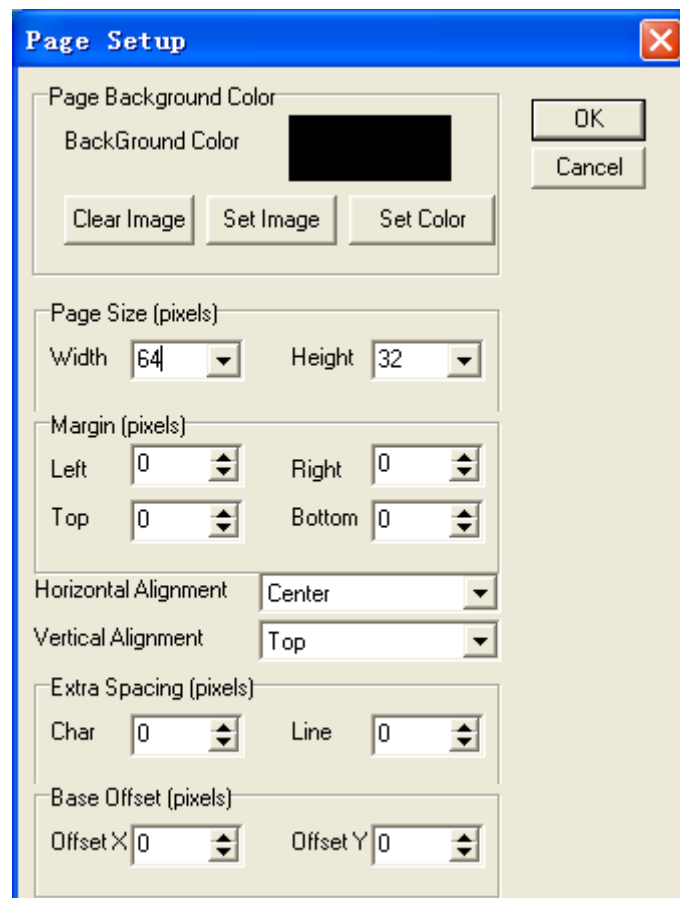 Page Setup
Page Background Color
BackGround Color
OK
Cancel
Clear Image Set Image Set Color
Page Size (pixels)
Width 64 Height 32
Margin (pixels)
Left 0 Right 0
Top 0 Bottom 0
Horizontal Alignment Center
Vertical Alignment Top
Extra Spacing (pixels)
Char 0 Line 0
Base Offset (pixels)
Offset X 0 Offset Y 0